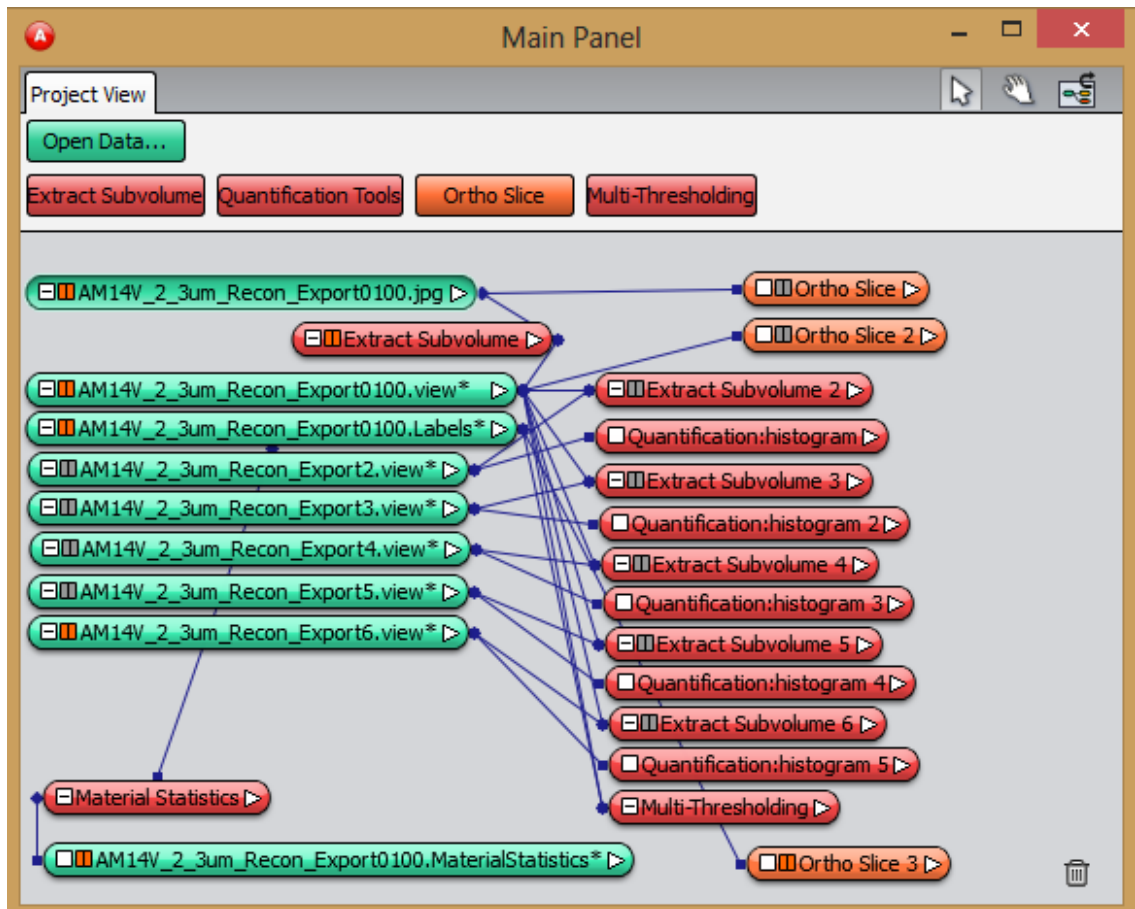 Main Panel
Project View
Open Data...
Extract Subvolume
Quantification Tools
Ortho Slice
Multi-Thresholding
AM14V_2_3um_Recon_Export0100.jpg
Ortho Slice
Extract Subvolume
Ortho Slice 2
AM14V_2_3um_Recon_Export0100.view*
Extract Subvolume 2
AM14V_2_3um_Recon_Export0100.Labels*
Quantification:histogram
AM14V_2_3um_Recon_Export2.view*
Extract Subvolume 3
AM14V_2_3um_Recon_Export3.view*
Quantification:histogram 2
AM14V_2_3um_Recon_Export4.view*
Extract Subvolume 4
AM14V_2_3um_Recon_Export5.view*
Quantification:histogram 3
AM14V_2_3um_Recon_Export6.view*
Extract Subvolume 5
Quantification:histogram 4
Extract Subvolume 6
Quantification:histogram 5
Material Statistics
Multi-Thresholding
AM14V_2_3um_Recon_Export0100.MaterialStatistics*
Ortho Slice 3